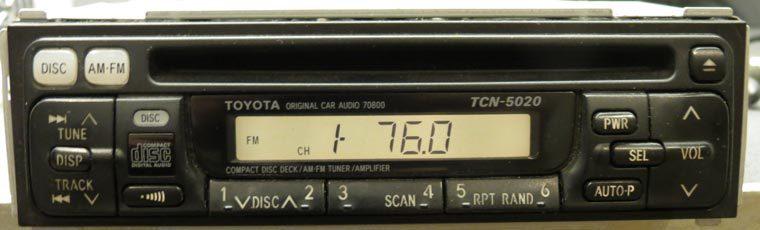 DISC AM·FM
TOYOTA ORIGINAL CAR AUDIO 70800 TCN-5020
TUNE
DISP
TRACK
DISC
COMPACT
disc
DIGITAL AUDIO
FM CH 1 76.0
COMPACT DISC DECK/AM·FM TUNER/AMPLIFIER
1 DISC 2 3 SCAN 4 5 RPT RAND 6
PWR
SEL VOL
AUTO·P